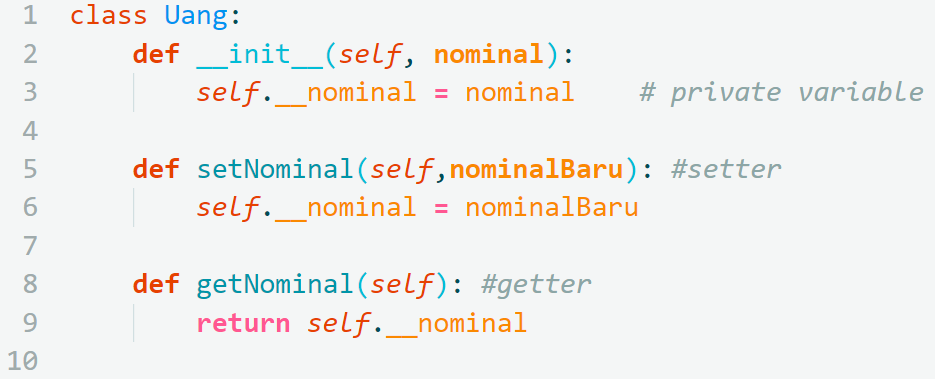 1 class Uang:
2     def __init__(self, nominal):
3         self.__nominal = nominal    # private variable
4
5     def setNominal(self,nominalBaru): #setter
6         self.__nominal = nominalBaru
7
8     def getNominal(self): #getter
9         return self.__nominal
10